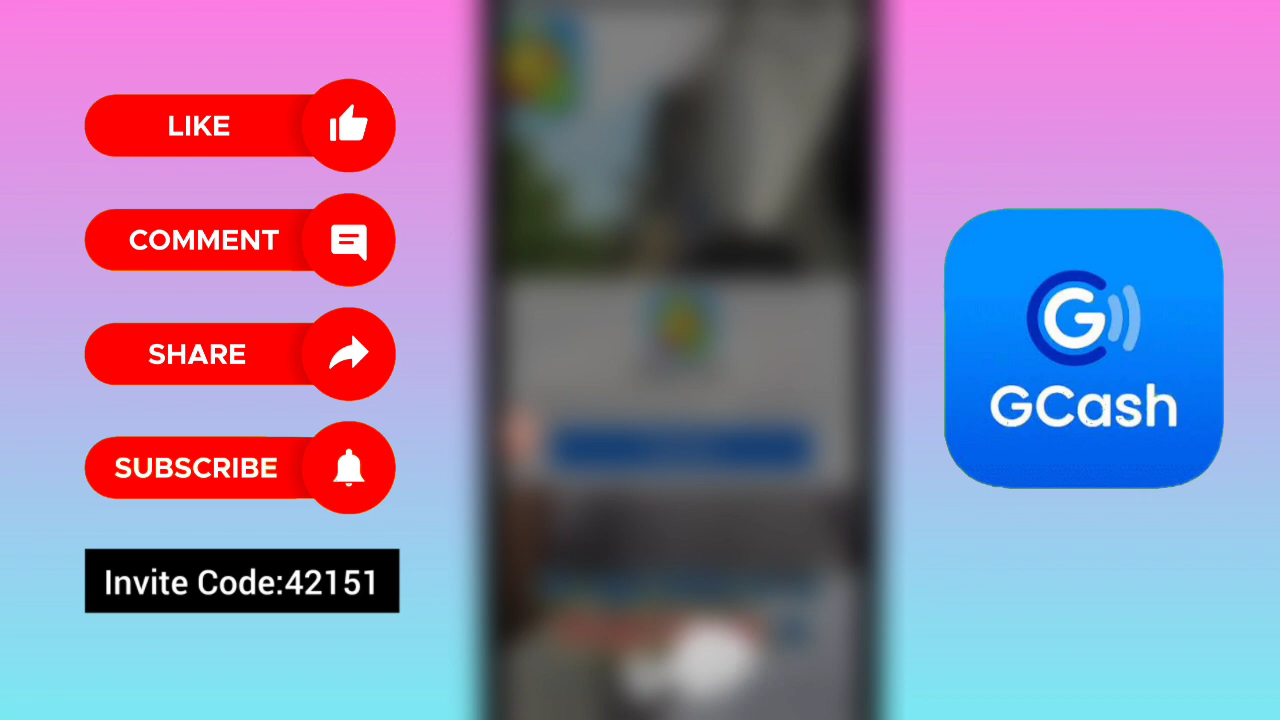 LIKE
COMMENT
SHARE
SUBSCRIBE
Invite Code:42151
G
GCash